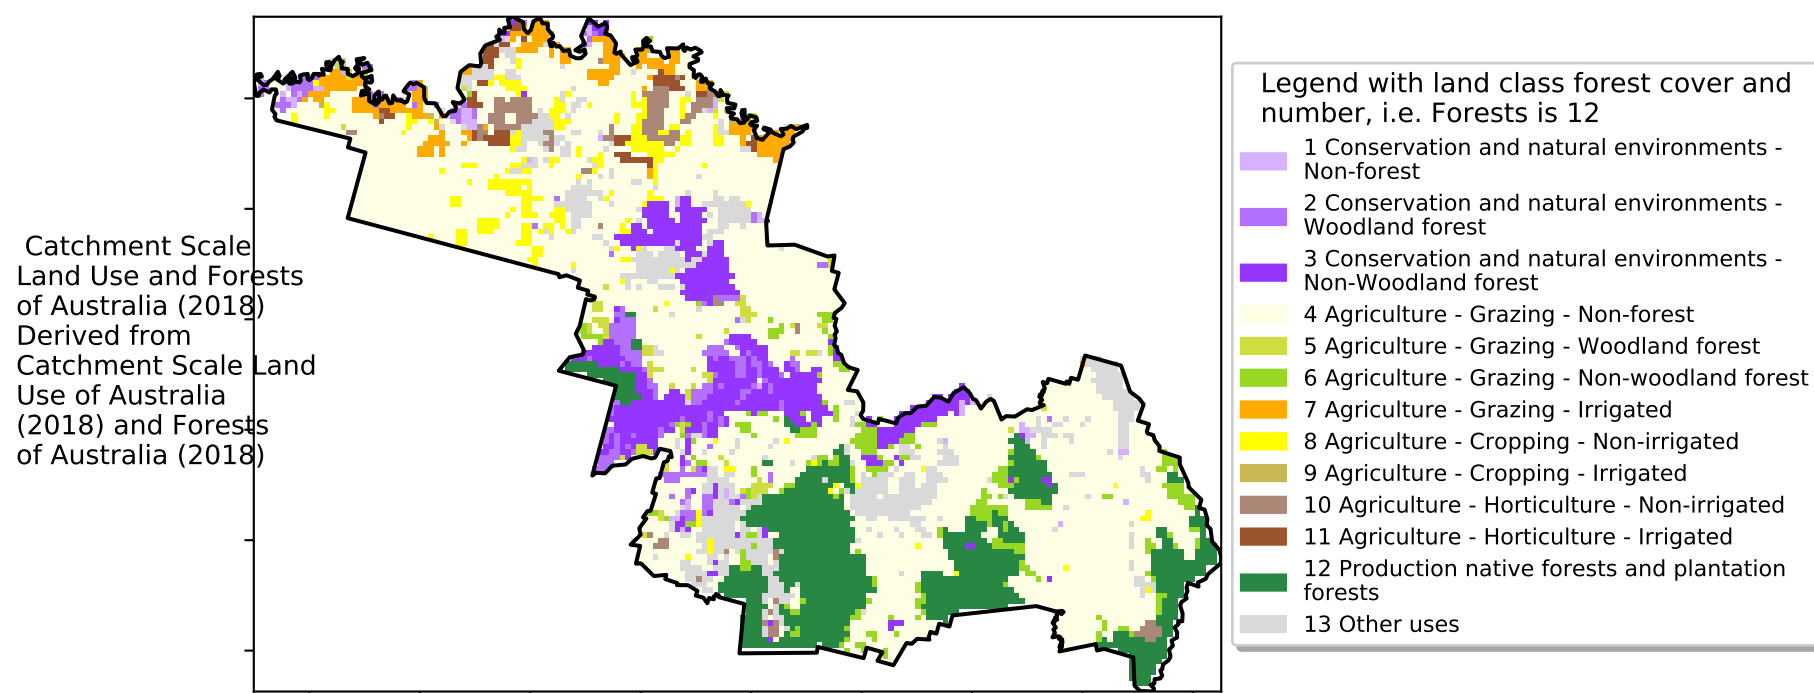 Catchment Scale
Land Use and Forests
of Australia (2018)
Derived from
Catchment Scale Land
Use of Australia
(2018) and Forests
of Australia (2018)
Legend with land class forest cover and
number, i.e. Forests is 12
1 Conservation and natural environments -
Non-forest
2 Conservation and natural environments -
Woodland forest
3 Conservation and natural environments -
Non-Woodland forest
4 Agriculture - Grazing - Non-forest
5 Agriculture - Grazing - Woodland forest
6 Agriculture - Grazing - Non-woodland forest
7 Agriculture - Grazing - Irrigated
8 Agriculture - Cropping - Non-irrigated
9 Agriculture - Cropping - Irrigated
10 Agriculture - Horticulture - Non-irrigated
11 Agriculture - Horticulture - Irrigated
12 Production native forests and plantation
forests
13 Other uses